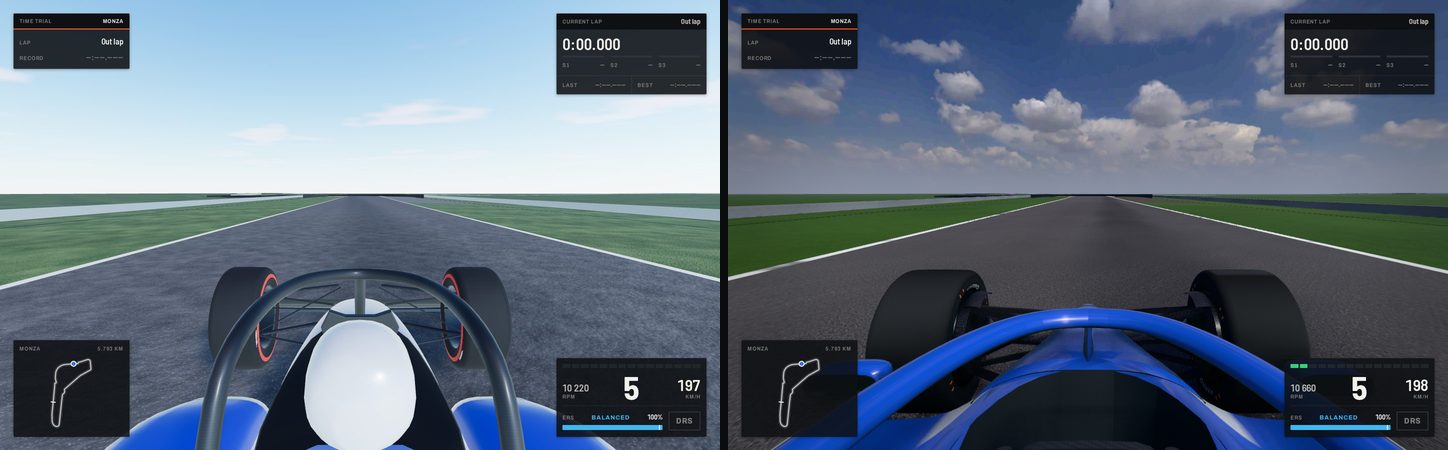 TIME TRIAL MONZA
LAP Out lap
RECORD —:——.———
CURRENT LAP Out lap
0:00.000
S1 — S2 — S3 —
LAST —:——.——— BEST —:——.———
MONZA 5.793 KM
10 220 RPM 5 197 KM/H
ERS BALANCED 100% DRS
TIME TRIAL MONZA
LAP Out lap
RECORD —:——.———
CURRENT LAP Out lap
0:00.000
S1 — S2 — S3 —
LAST —:——.——— BEST —:——.———
MONZA 5.793 KM
10 660 RPM 5 198 KM/H
ERS BALANCED 100% DRS